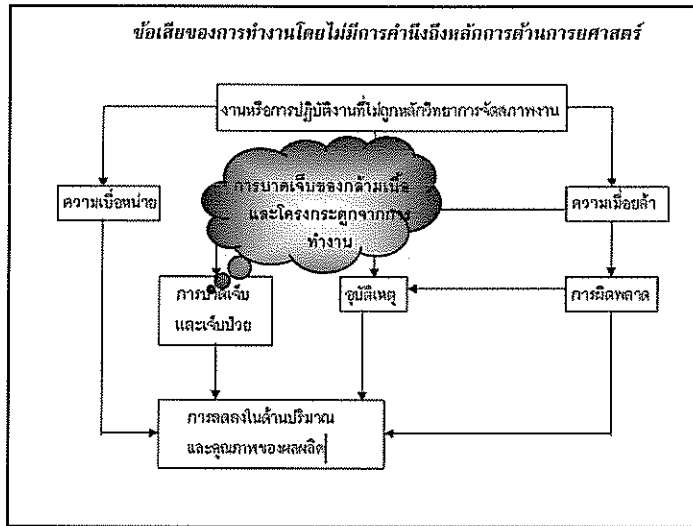 ข้อเสียของการทำงานโดยไม่มีการคำนึงถึงหลักการด้านการยศาสตร์
งานหรือการปฏิบัติงานที่ไม่ถูกหลักวิทยาการจัดสภาพงาน
การบาดเจ็บของกล้ามเนื้อ
และโครงกระดูกจากการ
ทำงาน
ความเบื่อหน่าย
ความเมื่อยล้า
การบาดเจ็บ
และเจ็บป่วย
อุบัติเหตุ
การผิดพลาด
การลดลงในด้านปริมาณ
และคุณภาพของผลผลิต